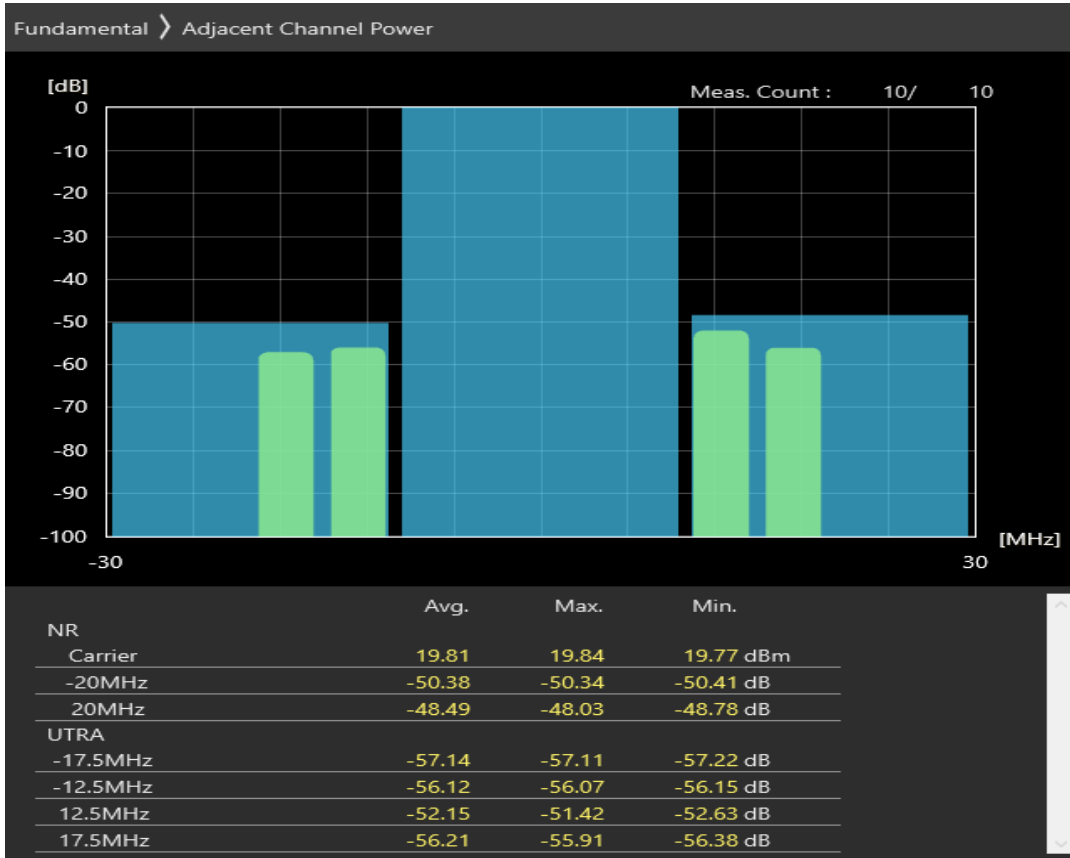 Fundamental 〉 Adjacent Channel Power
[dB]
Meas. Count : 10/ 10
0
-10
-20
-30
-40
-50
-60
-70
-80
-90
-100
[MHz]
-30 30
Avg. Max. Min.
NR
Carrier 19.81 19.84 19.77 dBm
-20MHz -50.38 -50.34 -50.41 dB
20MHz -48.49 -48.03 -48.78 dB
UTRA
-17.5MHz -57.14 -57.11 -57.22 dB
-12.5MHz -56.12 -56.07 -56.15 dB
12.5MHz -52.15 -51.42 -52.63 dB
17.5MHz -56.21 -55.91 -56.38 dB